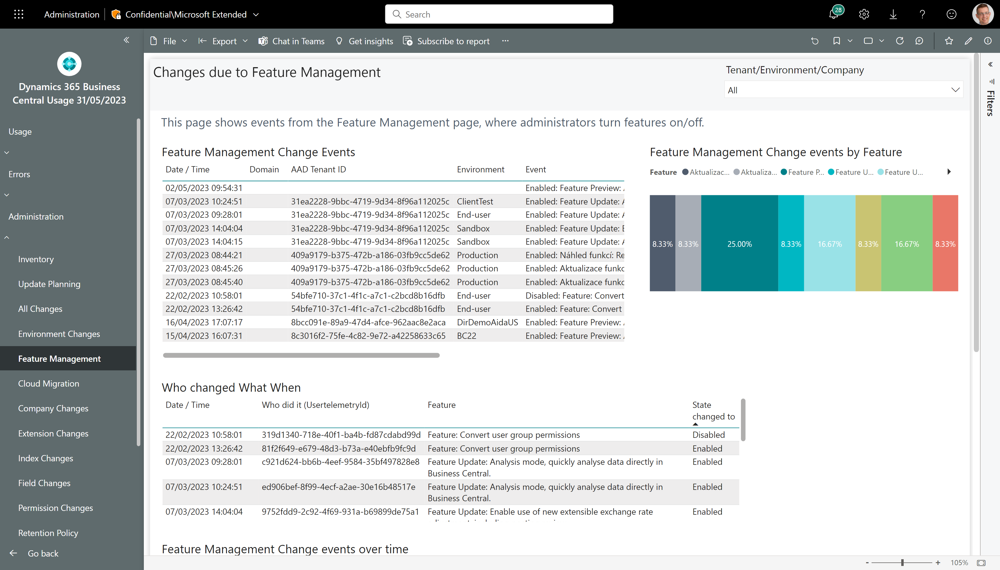 Administration
Confidential\Microsoft Extended
Search
28
File
Export
Chat in Teams
Get insights
Subscribe to report
Dynamics 365 Business
Central Usage 31/05/2023
Usage
Errors
Administration
Inventory
Update Planning
All Changes
Environment Changes
Feature Management
Cloud Migration
Company Changes
Extension Changes
Index Changes
Field Changes
Permission Changes
Retention Policy
Go back
Changes due to Feature Management
Tenant/Environment/Company
All
Filters
This page shows events from the Feature Management page, where administrators turn features on/off.
Feature Management Change Events
Date / Time Domain AAD Tenant ID Environment Event
02/05/2023 09:54:31 Enabled: Feature Preview:
07/03/2023 10:24:51 31ea2228-9bbc-4719-9d34-8f96a112025c ClientTest Enabled: Feature Update: A
07/03/2023 09:28:01 31ea2228-9bbc-4719-9d34-8f96a112025c End-user Enabled: Feature Update: A
07/03/2023 14:04:04 31ea2228-9bbc-4719-9d34-8f96a112025c Sandbox Enabled: Feature Update: E
07/03/2023 14:04:15 31ea2228-9bbc-4719-9d34-8f96a112025c Sandbox Enabled: Feature Update: A
27/03/2023 08:44:21 409a9179-b375-472b-a186-03fb9cc5de62 Production Enabled: Náhled funkcí: Re
27/03/2023 08:45:26 409a9179-b375-472b-a186-03fb9cc5de62 Production Enabled: Aktualizace funkc
27/03/2023 08:45:40 409a9179-b375-472b-a186-03fb9cc5de62 Production Enabled: Aktualizace funkc
22/02/2023 10:58:01 54bfe710-37c1-4f1c-a7c1-c2bcd8b16dfb End-user Disabled: Feature: Convert
22/02/2023 13:26:42 54bfe710-37c1-4f1c-a7c1-c2bcd8b16dfb End-user Enabled: Feature: Convert
16/04/2023 17:07:17 8bcc091e-89a9-47d4-afce-962aac8e2aca DirDemoAidaUS Enabled: Feature Preview:
15/04/2023 16:07:31 8c3016f2-75fe-4c82-9e72-a42258633c65 BC22 Enabled: Feature Preview:
Feature Management Change events by Feature
Feature Aktualizac... Aktualiza... Feature P... Feature U... Feature U...
8.33% 8.33% 25.00% 8.33% 16.67% 8.33% 16.67% 8.33%
Who changed What When
Date / Time Who did it (UsertelemetryId) Feature State
changed to
22/02/2023 10:58:01 319d1340-718e-40f1-ba4b-fd87cdabd99d Feature: Convert user group permissions Disabled
22/02/2023 13:26:42 81f2f649-e679-48d3-b73a-e40ebfb9fc9d Feature: Convert user group permissions Enabled
07/03/2023 09:28:01 c921d624-bb6b-4eef-9584-35bf497828e8 Feature Update: Analysis mode, quickly analyse data directly in Enabled
Business Central.
07/03/2023 10:24:51 ed906bef-8f99-4ecf-a2ae-30e16b48517e Feature Update: Analysis mode, quickly analyse data directly in Enabled
Business Central.
07/03/2023 14:04:04 9752fdd9-2c92-4f69-931a-b69899de75a1 Feature Update: Enable use of new extensible exchange rate Enabled
Feature Management Change events over time
- + 105%